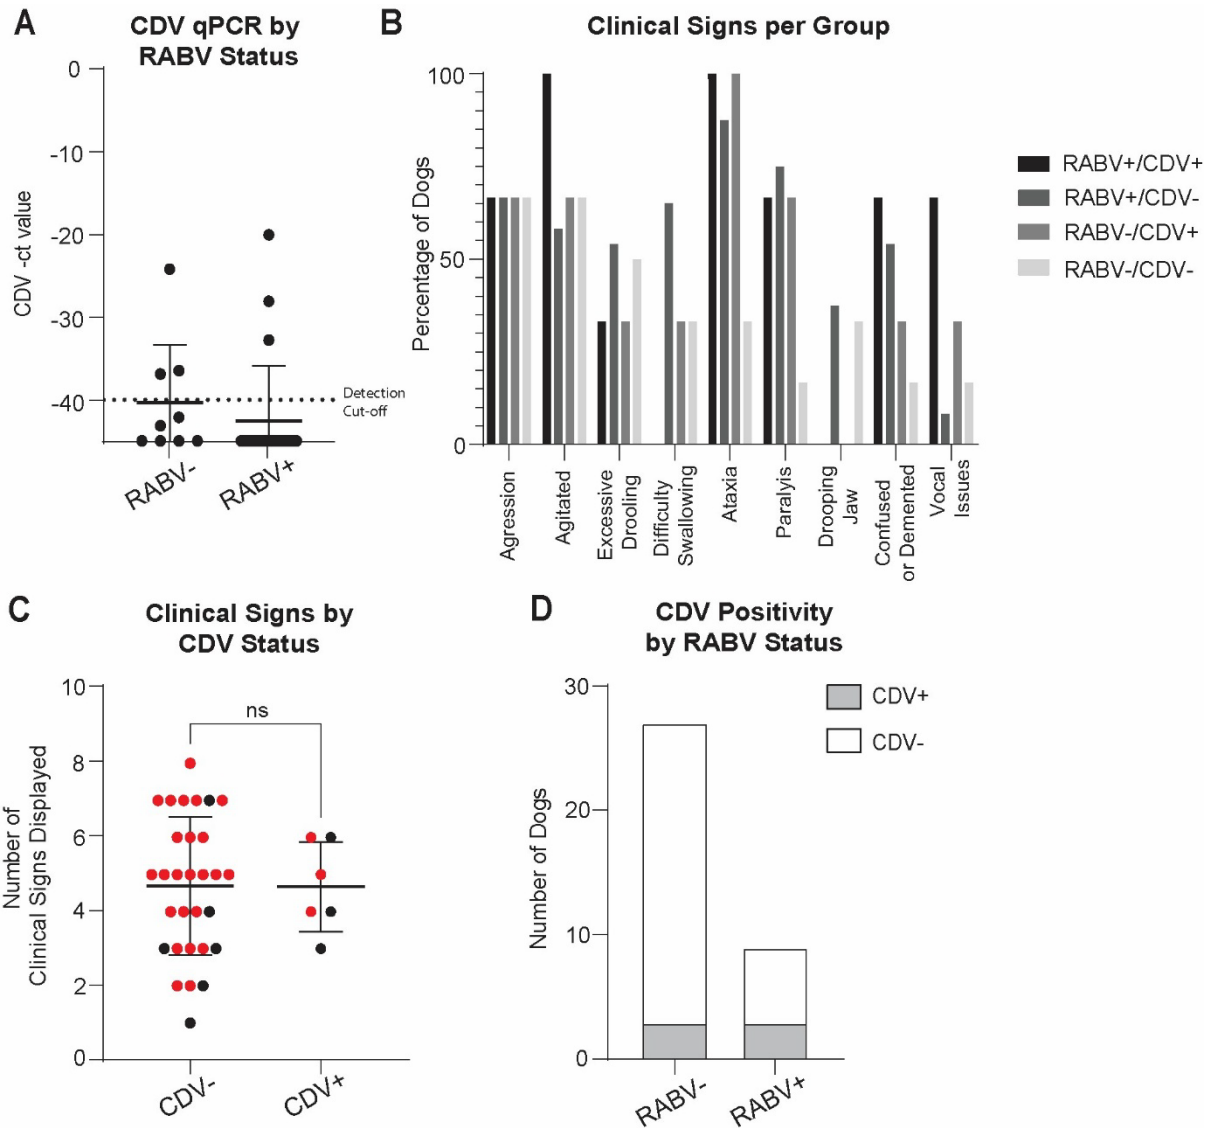 A
CDV qPCR by
RABV Status
CDV -ct value
0
-10
-20
-30
-40
Detection
Cut-off
RABV-
RABV+
B
Clinical Signs per Group
Percentage of Dogs
100
50
0
Agression
Agitated
Excessive
Drooling
Difficulty
Swallowing
Ataxia
Paralyis
Drooping
Jaw
Confused
or Demented
Vocal
Issues
RABV+/CDV+
RABV+/CDV-
RABV-/CDV+
RABV-/CDV-
C
Clinical Signs by
CDV Status
Number of
Clinical Signs Displayed
10
8
6
4
2
0
ns
CDV-
CDV+
D
CDV Positivity
by RABV Status
Number of Dogs
30
20
10
0
RABV-
RABV+
CDV+
CDV-